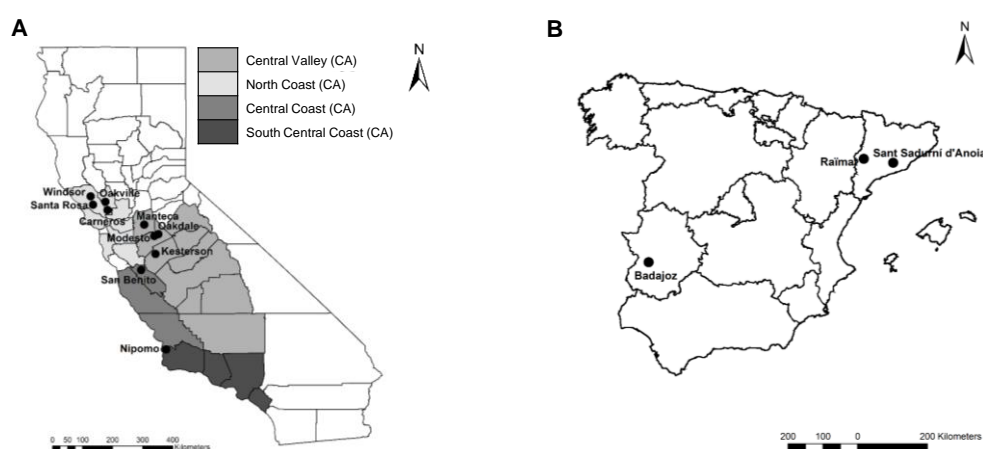 A
Central Valley (CA)
North Coast (CA)
Central Coast (CA)
South Central Coast (CA)
N
Windsor
Oakville
Santa Rosa
Carneros
Manteca
Oakdale
Modesto
Kesterson
San Benito
Nipomo
0 50 100 200 300 400
Kilometers
B
N
Raïmat
Sant Sadurní d'Anoia
Badajoz
200 100 0 200 Kilometers